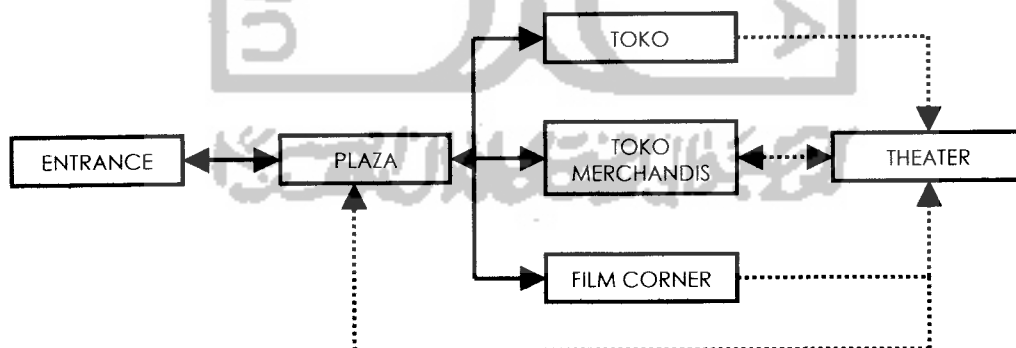 TOKO
ENTRANCE
PLAZA
TOKO
MERCHANDIS
THEATER
FILM CORNER